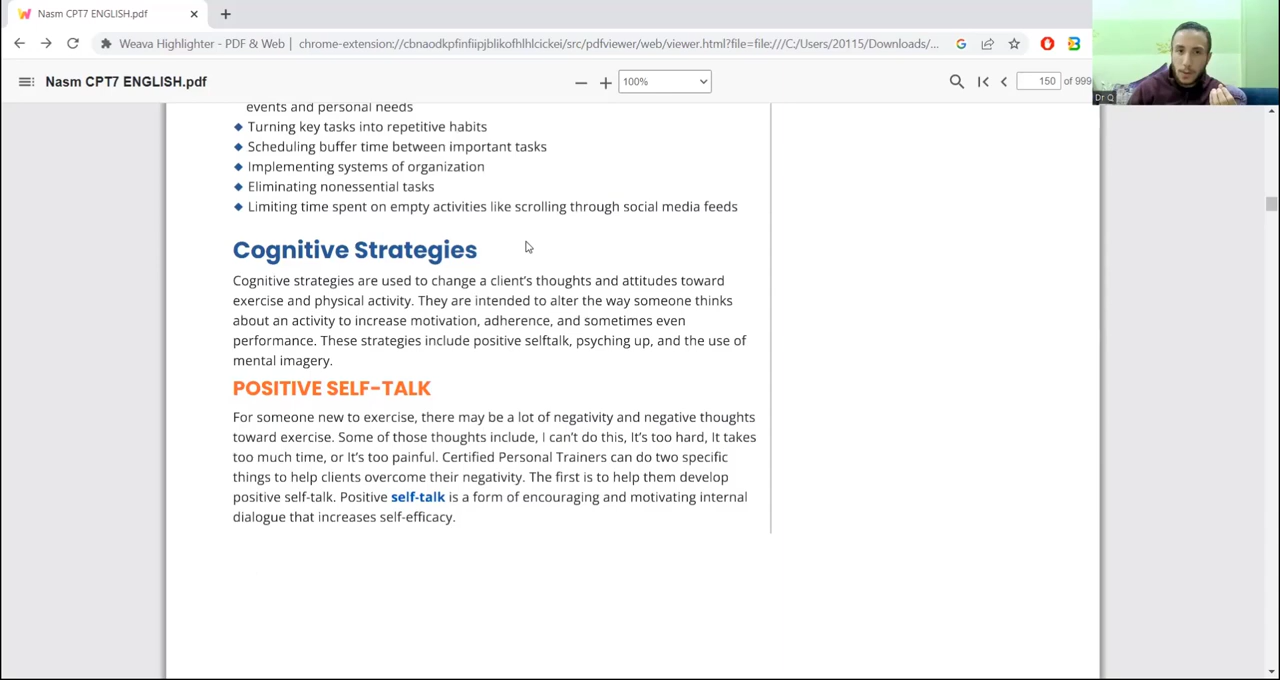 Nasm CPT7 ENGLISH.pdf
Weava Highlighter - PDF & Web | chrome-extension://cbnaodkpfinfiipjblikofhlhlcickei/src/pdfviewer/web/viewer.html?file=file:///C:/Users/20115/Downloads/...
Nasm CPT7 ENGLISH.pdf
100%
150 of 999
Dr Q
events and personal needs
◆ Turning key tasks into repetitive habits
◆ Scheduling buffer time between important tasks
◆ Implementing systems of organization
◆ Eliminating nonessential tasks
◆ Limiting time spent on empty activities like scrolling through social media feeds
Cognitive Strategies
Cognitive strategies are used to change a client's thoughts and attitudes toward
exercise and physical activity. They are intended to alter the way someone thinks
about an activity to increase motivation, adherence, and sometimes even
performance. These strategies include positive selftalk, psyching up, and the use of
mental imagery.
POSITIVE SELF-TALK
For someone new to exercise, there may be a lot of negativity and negative thoughts
toward exercise. Some of those thoughts include, I can't do this, It's too hard, It takes
too much time, or It's too painful. Certified Personal Trainers can do two specific
things to help clients overcome their negativity. The first is to help them develop
positive self-talk. Positive self-talk is a form of encouraging and motivating internal
dialogue that increases self-efficacy.